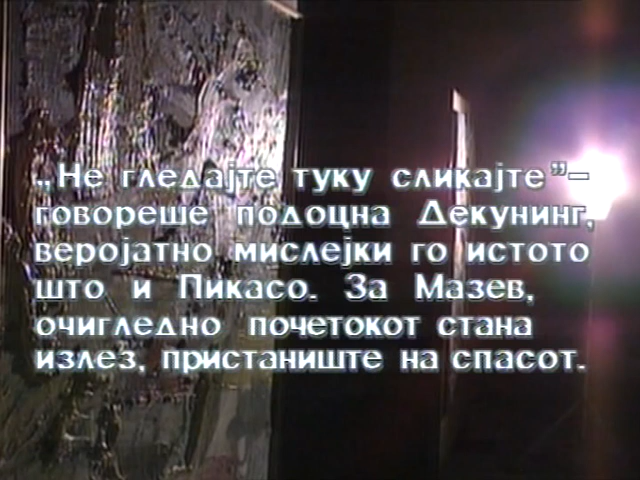 „Не гледајте туку сликајте”–
говореше подоцна Декунинг,
веројатно мислејки го истото
што и Пикасо. За Мазев,
очигледно почетокот стана
излез, пристаниште на спасот.